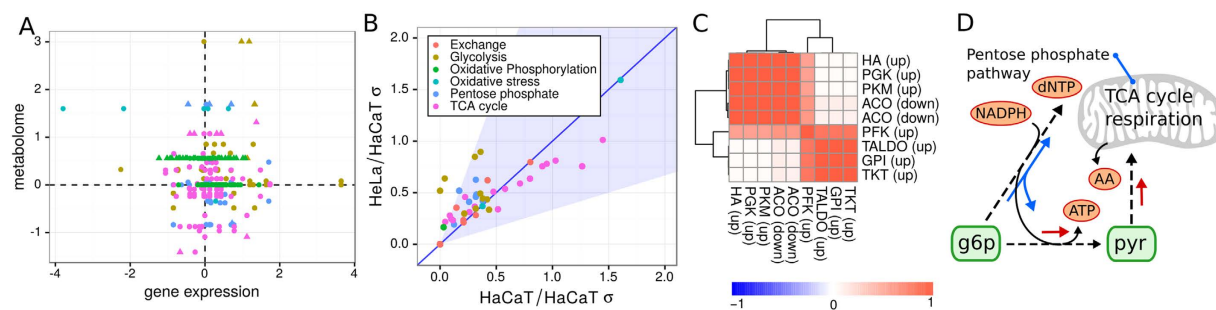 A
metabolome
3
2
1
0
-1
-4
-2
0
2
4
gene expression
B
HeLa/HaCaT σ
2.0
1.5
1.0
0.5
0.0
Exchange
Glycolysis
Oxidative Phosphorylation
Oxidative stress
Pentose phosphate
TCA cycle
0.0
0.5
1.0
1.5
2.0
HaCaT/HaCaT σ
C
HA (up)
PGK (up)
PKM (up)
ACO (down)
ACO (down)
PFK (up)
TALDO (up)
GPI (up)
TKT (up)
HA (up)
PGK (up)
PKM (up)
ACO (down)
ACO (down)
PFK (up)
TALDO (up)
GPI (up)
TKT (up)
-1
0
1
D
Pentose phosphate
pathway
dNTP
NADPH
TCA cycle
respiration
AA
ATP
g6p
pyr